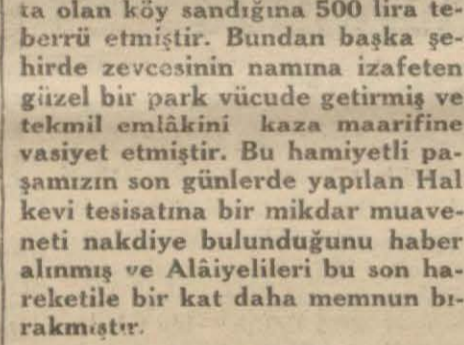 ta olan köy sandığına 500 lira te-
berrü etmiştir. Bundan başka şe-
hirde zevcesinin namına izafeten
güzel bir park vücude getirmiş ve
tekmil emlâkini kaza maarifine
vasiyet etmiştir. Bu hamiyetli pa-
şamızın son günlerde yapılan Hal
kevi tesisatına bir mikdar muave-
neti nakdiye bulunduğunu haber
alınmış ve Alâiyelileri bu son ha-
reketile bir kat daha memnun bı-
rakmıştır.